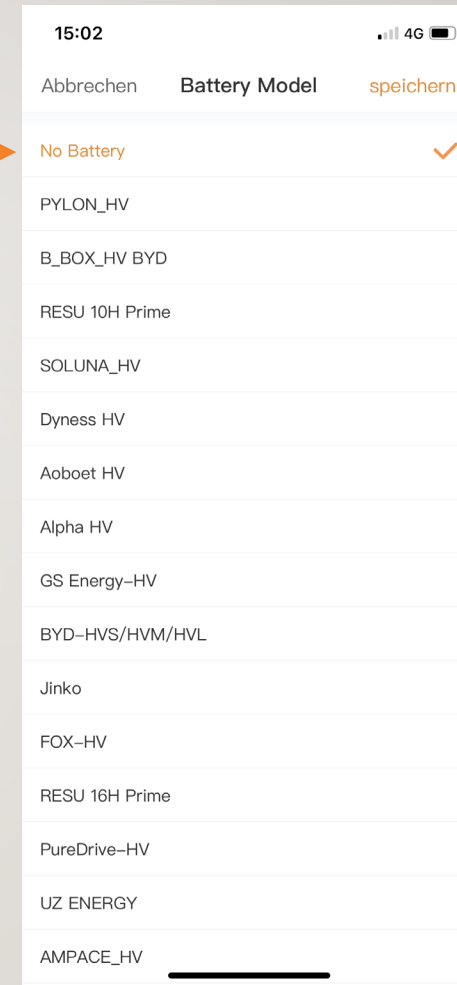 15:02
4G
Abbrechen Battery Model speichern
No Battery
PYLON_HV
B_BOX_HV BYD
RESU 10H Prime
SOLUNA_HV
Dyness HV
Aoboet HV
Alpha HV
GS Energy-HV
BYD-HVS/HVM/HVL
Jinko
FOX-HV
RESU 16H Prime
PureDrive-HV
UZ ENERGY
AMPACE_HV